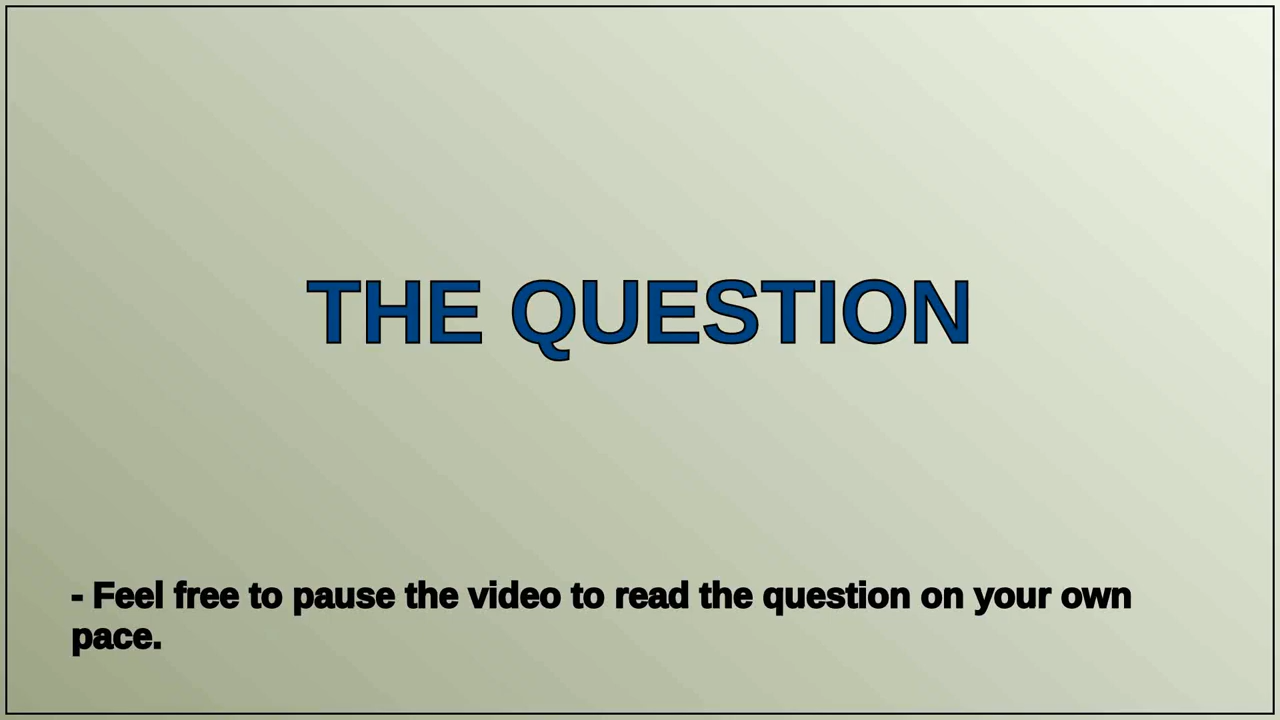 THE QUESTION
- Feel free to pause the video to read the question on your own
pace.